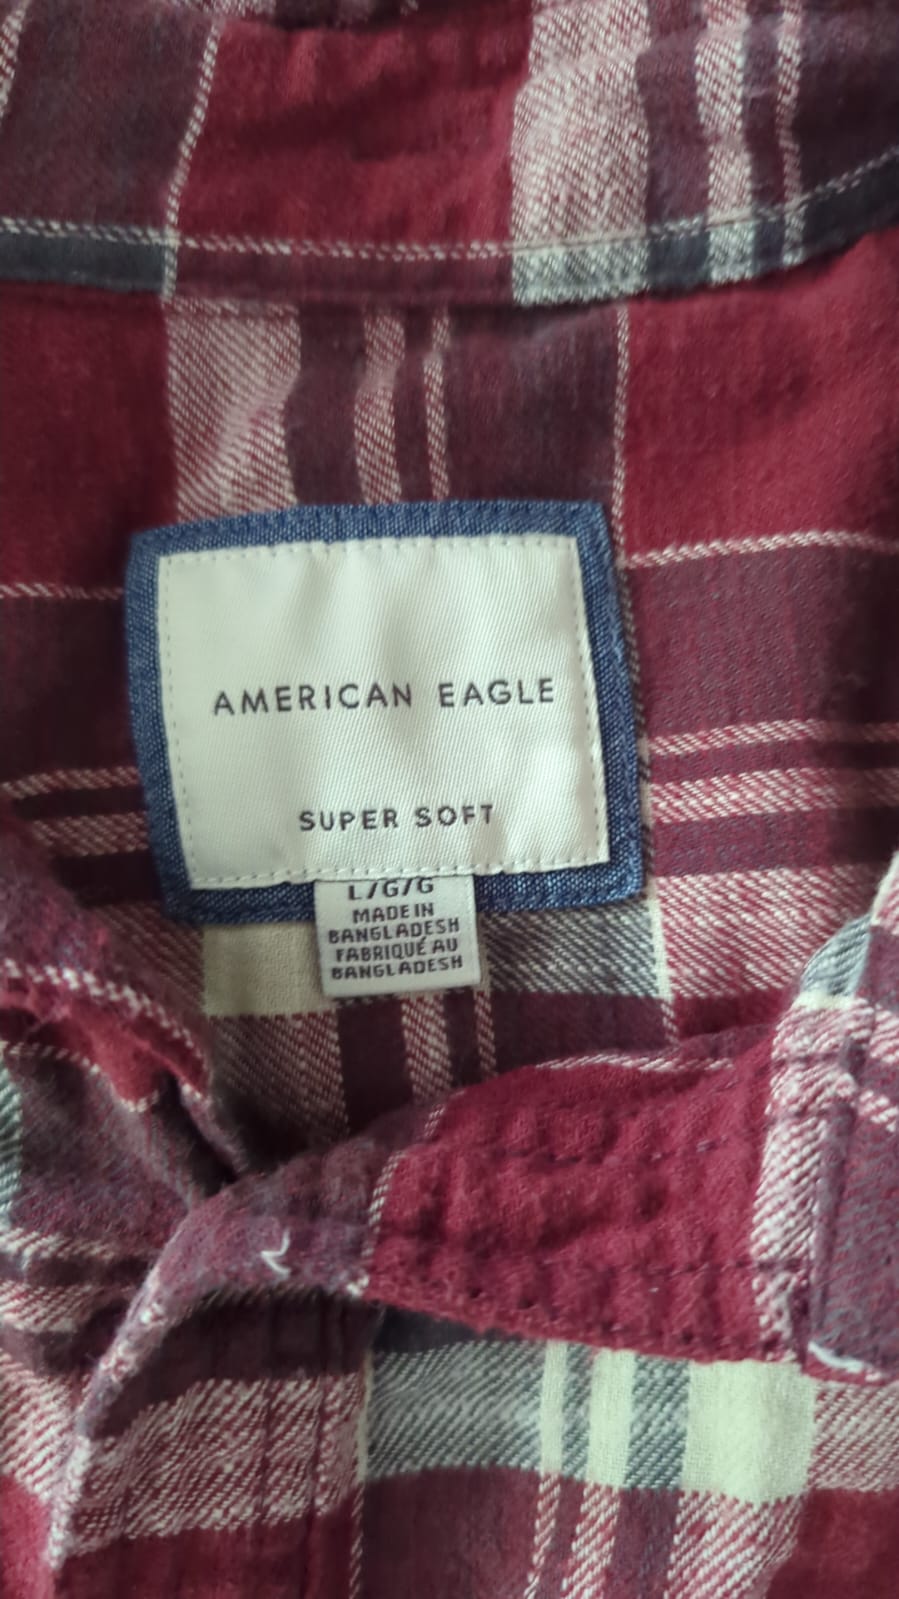 AMERICAN EAGLE
SUPER SOFT
L/G/G
MADE IN
BANGLADESH
FABRIQUÉ AU
BANGLADESH